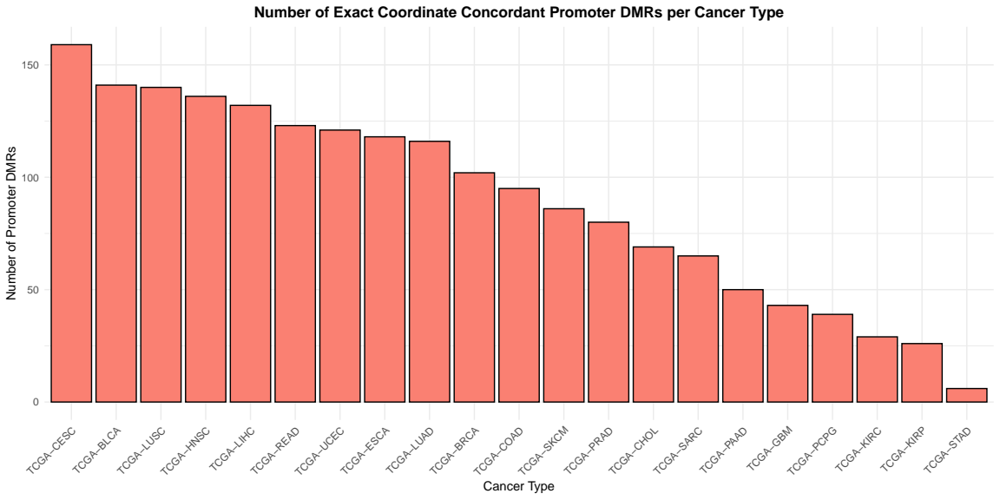 Number of Exact Coordinate Concordant Promoter DMRs per Cancer Type
Number of Promoter DMRs
150
100
50
0
TCGA−CESC
TCGA−BLCA
TCGA−LUSC
TCGA−HNSC
TCGA−LIHC
TCGA−READ
TCGA−UCEC
TCGA−ESCA
TCGA−LUAD
TCGA−BRCA
TCGA−COAD
TCGA−SKCM
TCGA−PRAD
TCGA−CHOL
TCGA−SARC
TCGA−PAAD
TCGA−GBM
TCGA−PCPG
TCGA−KIRC
TCGA−KIRP
TCGA−STAD
Cancer Type